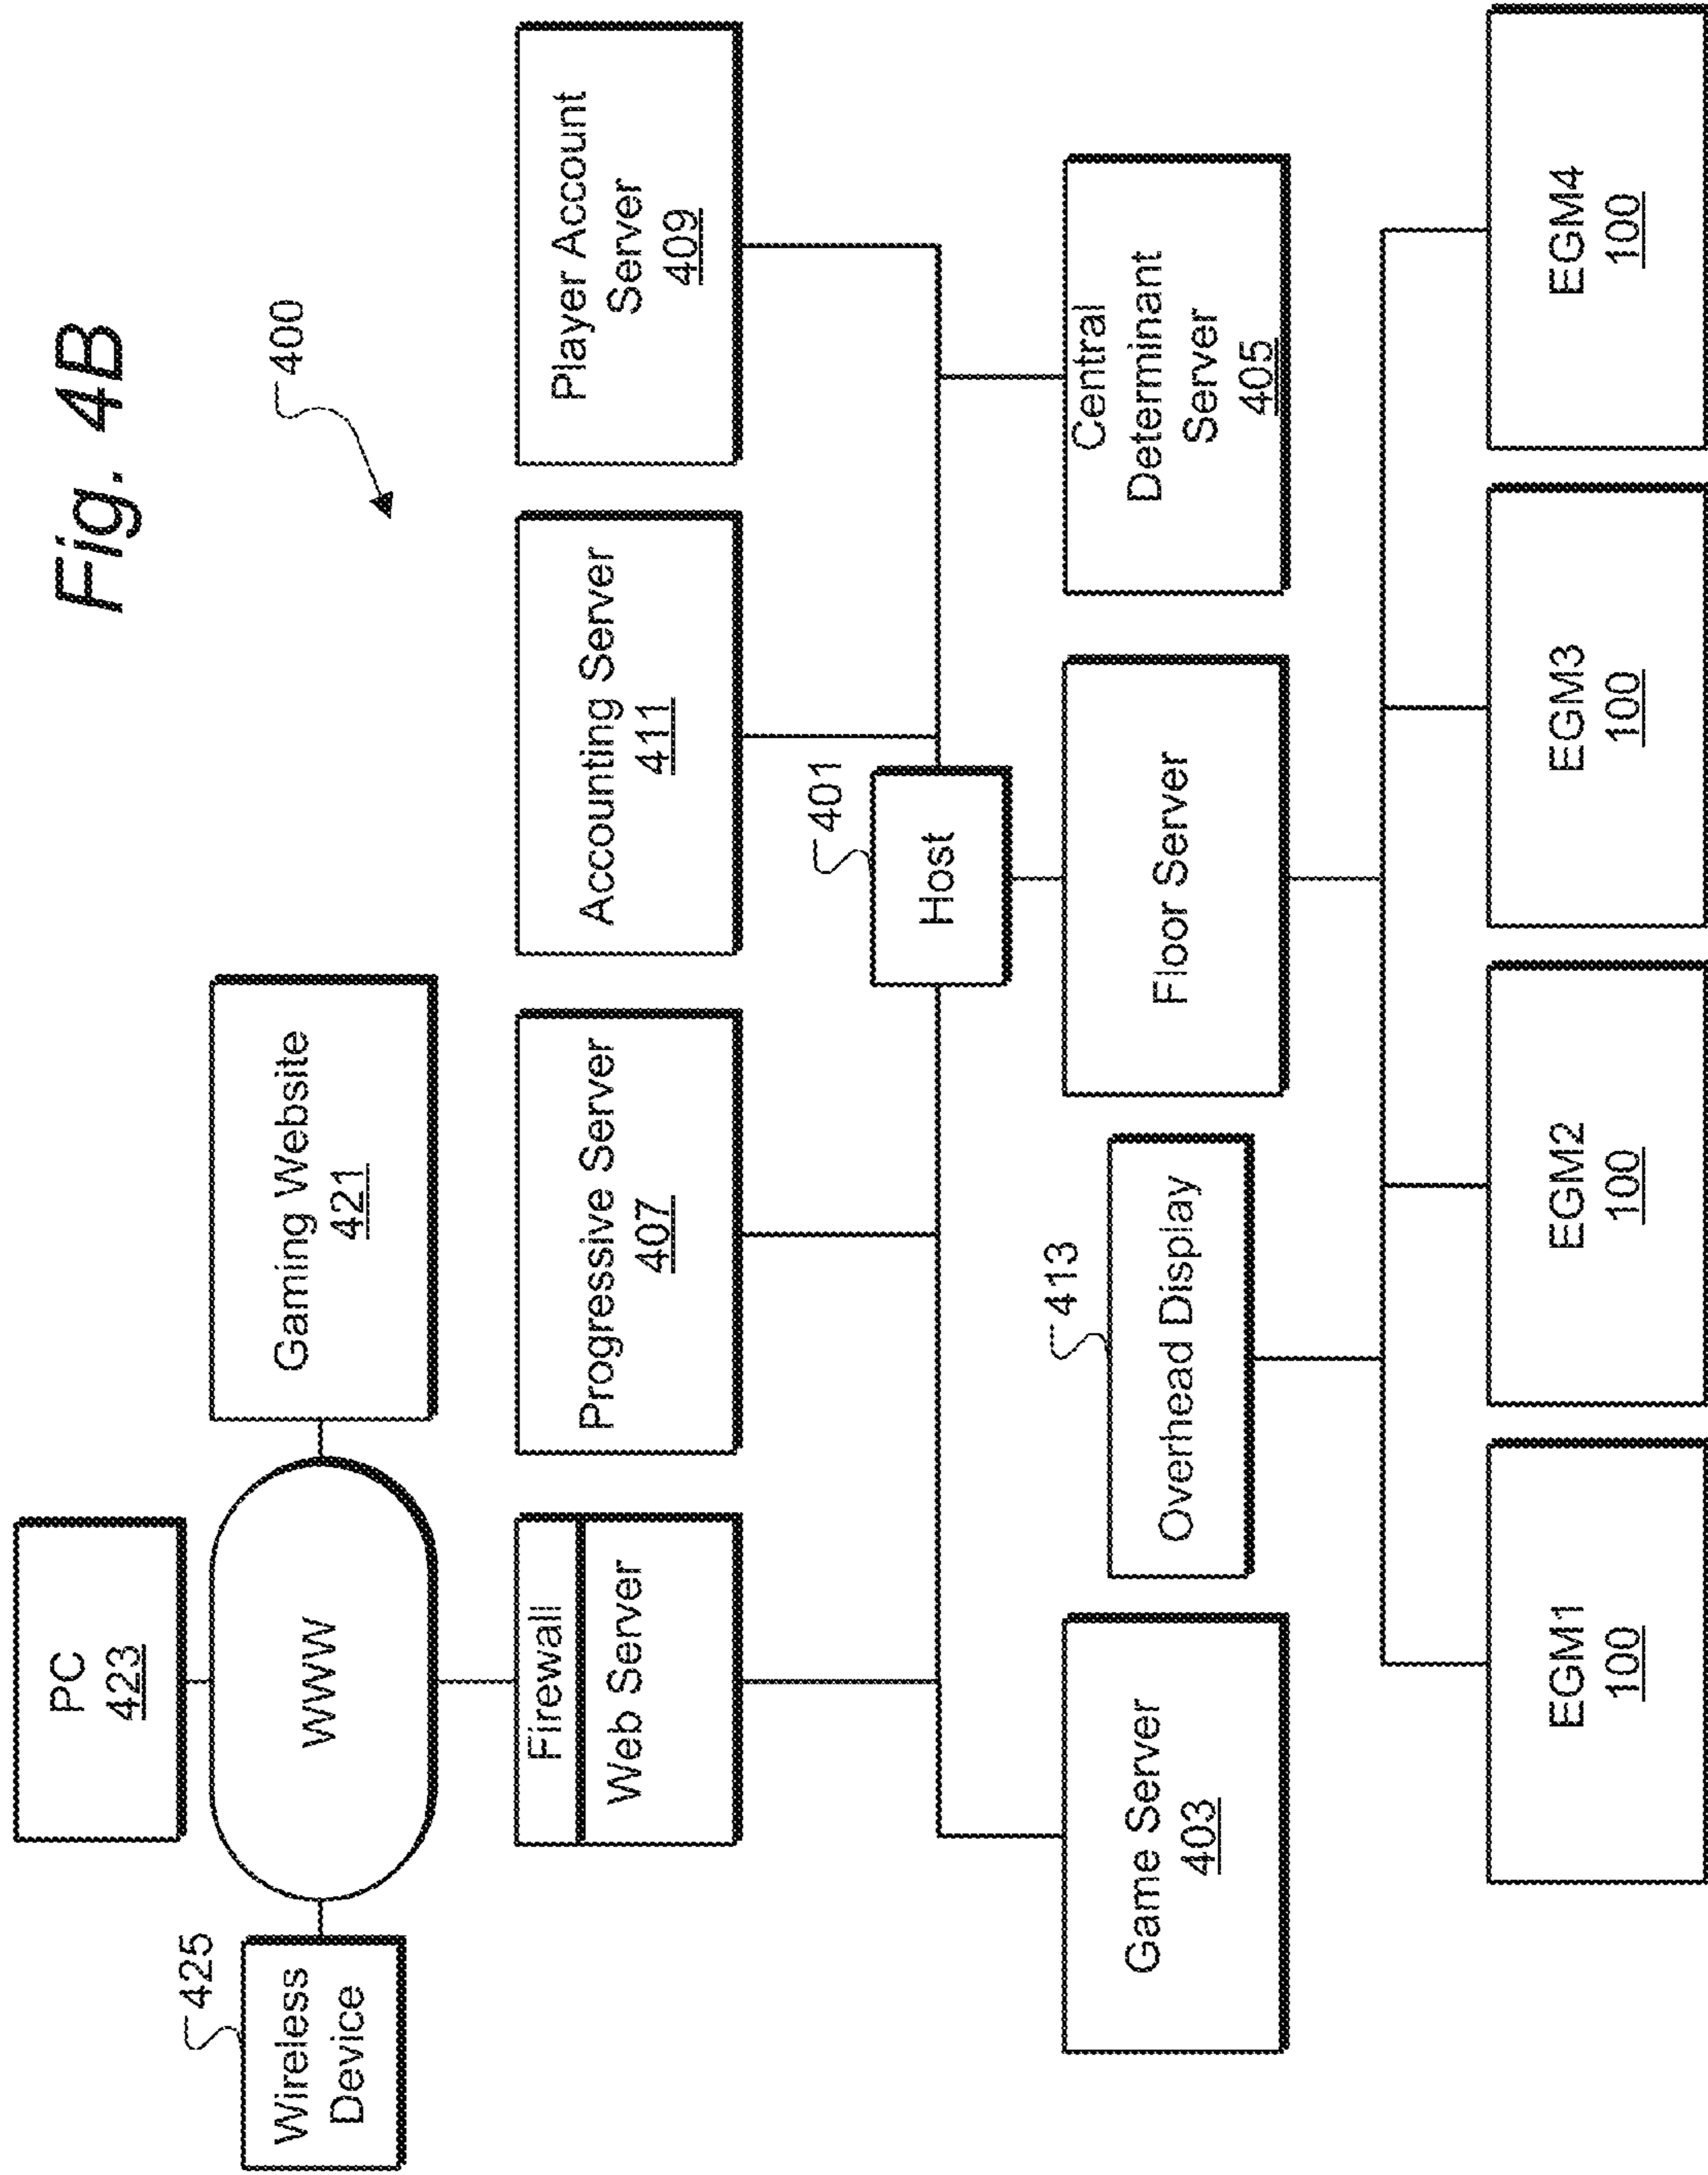 Fig. 4B
400
PC
423
425
Wireless
Device
WWW
Gaming Website
421
Firewall
Web Server
Progressive Server
407
Accounting Server
411
Player Account
Server
409
401
Host
413
Game Server
403
Overhead Display
Floor Server
Central
Determinant
Server
405
EGM1
100
EGM2
100
EGM3
100
EGM4
100